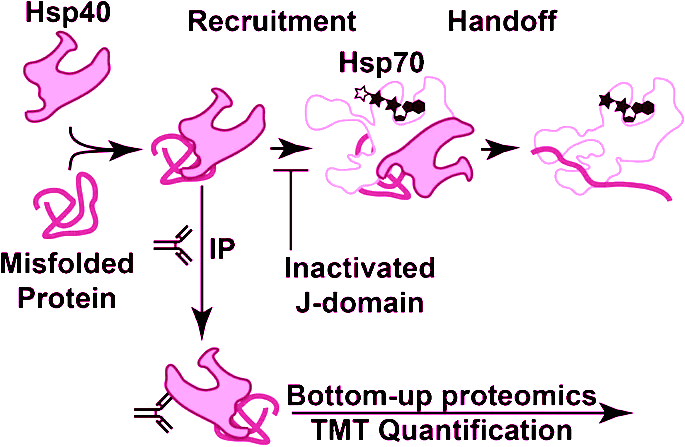 Hsp40
Recruitment
Handoff
Hsp70
Misfolded
Protein
IP
Inactivated
J-domain
Bottom-up proteomics
TMT Quantification